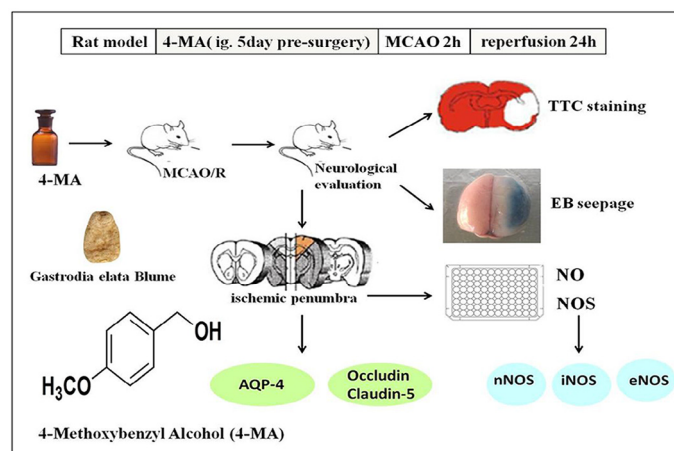 Rat model 4-MA( ig. 5day pre-surgery) MCAO 2h reperfusion 24h
TTC staining
4-MA
MCAO/R
Neurological
evaluation
EB seepage
Gastrodia elata Blume
ischemic penumbra
NO
NOS
OH
H₃CO
AQP-4
Occludin
Claudin-5
nNOS
iNOS
eNOS
4-Methoxybenzyl Alcohol (4-MA)